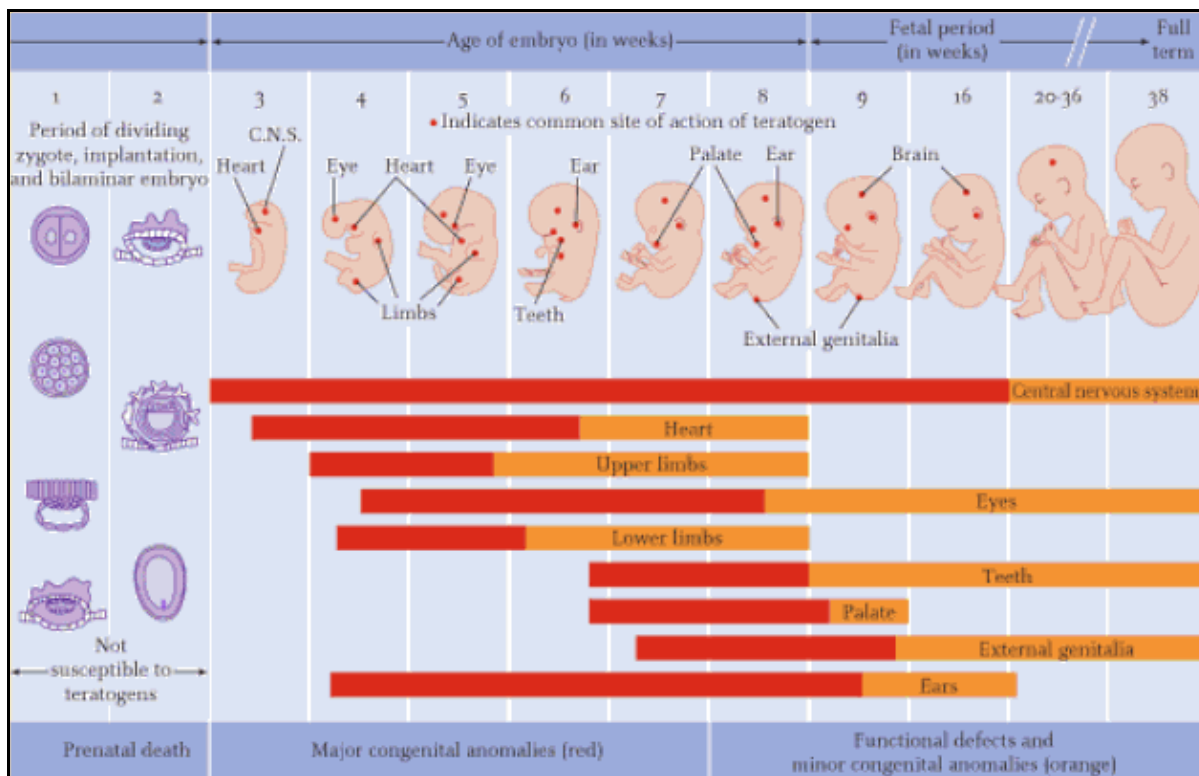 Age of embryo (in weeks)
Fetal period
(in weeks)
Full
term
1 2 3 4 5 6 7 8 9 16 20-36 38
• Indicates common site of action of teratogen
Period of dividing
zygote, implantation,
and bilaminar embryo
C.N.S.
Heart
Eye
Heart
Eye
Ear
Palate
Ear
Brain
Limbs
Teeth
External genitalia
Central nervous system
Heart
Upper limbs
Eyes
Lower limbs
Teeth
Palate
External genitalia
Ears
Not
susceptible to
teratogens
Prenatal death
Major congenital anomalies (red)
Functional defects and
minor congenital anomalies (orange)